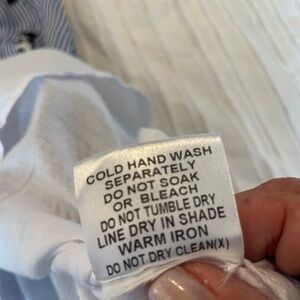 COLD HAND WASH
SEPARATELY
DO NOT SOAK
OR BLEACH
DO NOT TUMBLE DRY
LINE DRY IN SHADE
WARM IRON
DO NOT DRY CLEAN(X)